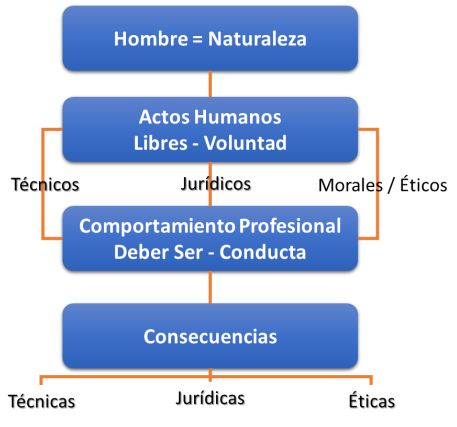 Hombre = Naturaleza
Actos Humanos
Libres - Voluntad
Técnicos
Jurídicos
Morales / Éticos
Comportamiento Profesional
Deber Ser - Conducta
Consecuencias
Técnicas
Jurídicas
Éticas